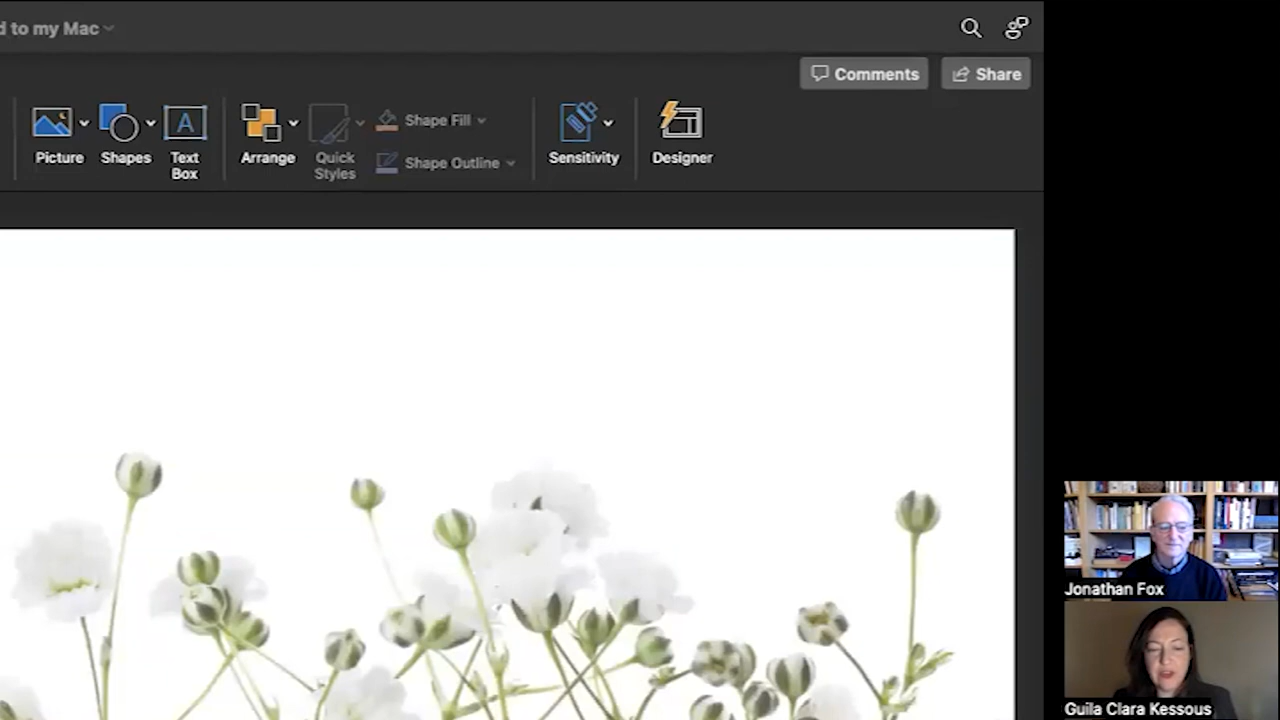 d to my Mac
Comments
Share
Picture
Shapes
Text
Box
Arrange
Quick
Styles
Shape Fill
Shape Outline
Sensitivity
Designer
Jonathan Fox
Guila Clara Kessous